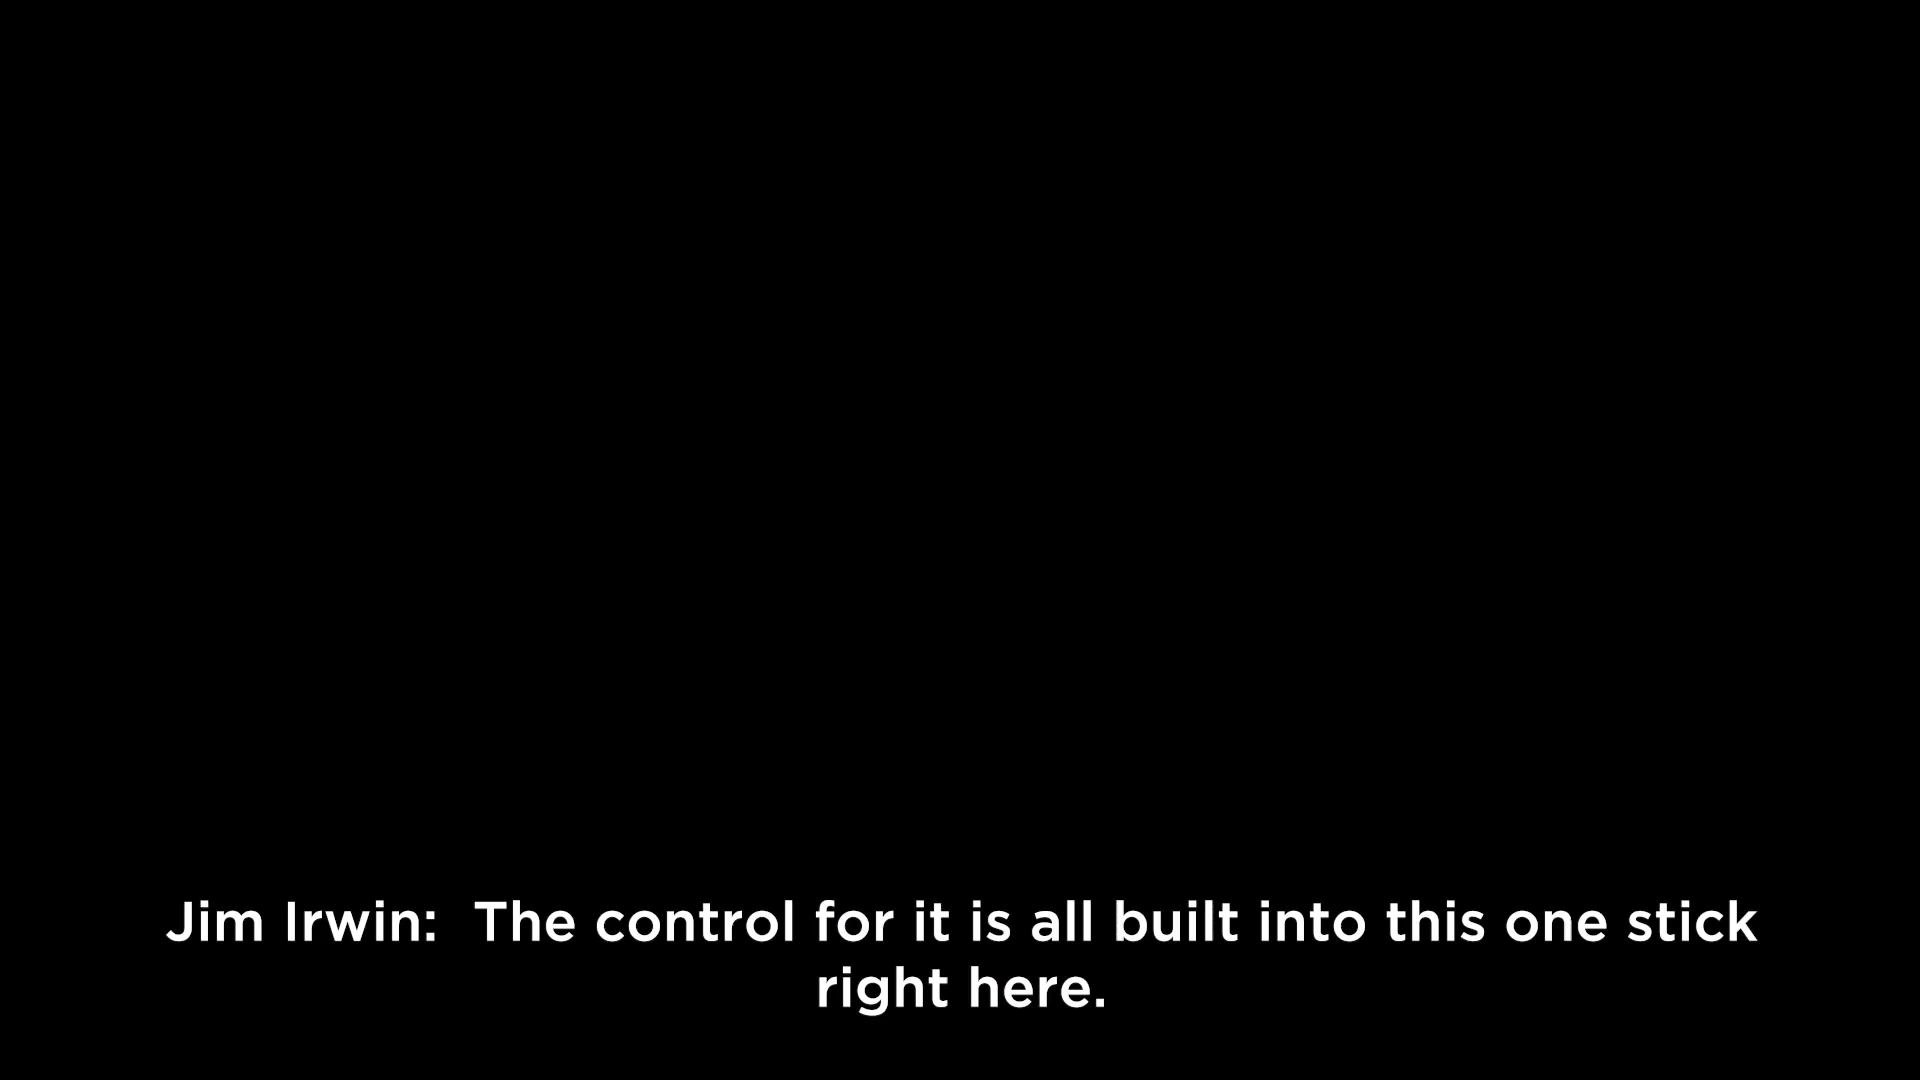 Jim Irwin:  The control for it is all built into this one stick
right here.